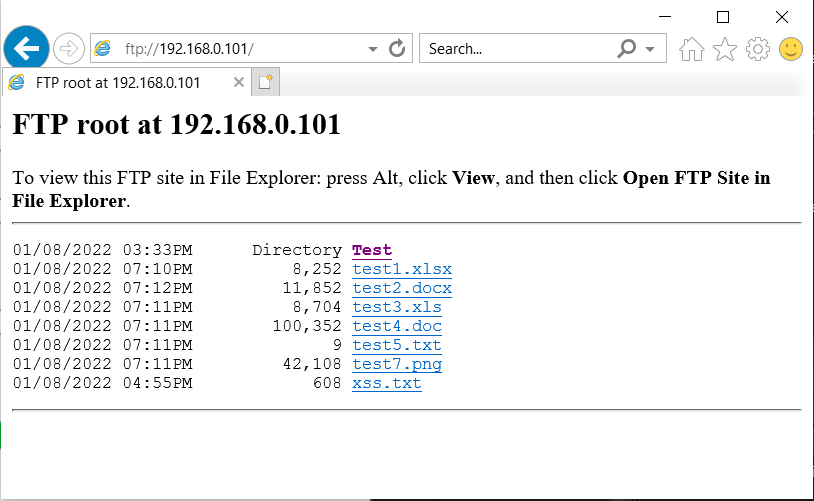 ftp://192.168.0.101/
Search...
FTP root at 192.168.0.101
FTP root at 192.168.0.101
To view this FTP site in File Explorer: press Alt, click View, and then click Open FTP Site in
File Explorer.
01/08/2022 03:33PM Directory Test
01/08/2022 07:10PM 8,252 test1.xlsx
01/08/2022 07:12PM 11,852 test2.docx
01/08/2022 07:11PM 8,704 test3.xls
01/08/2022 07:11PM 100,352 test4.doc
01/08/2022 07:11PM 9 test5.txt
01/08/2022 07:11PM 42,108 test7.png
01/08/2022 04:55PM 608 xss.txt